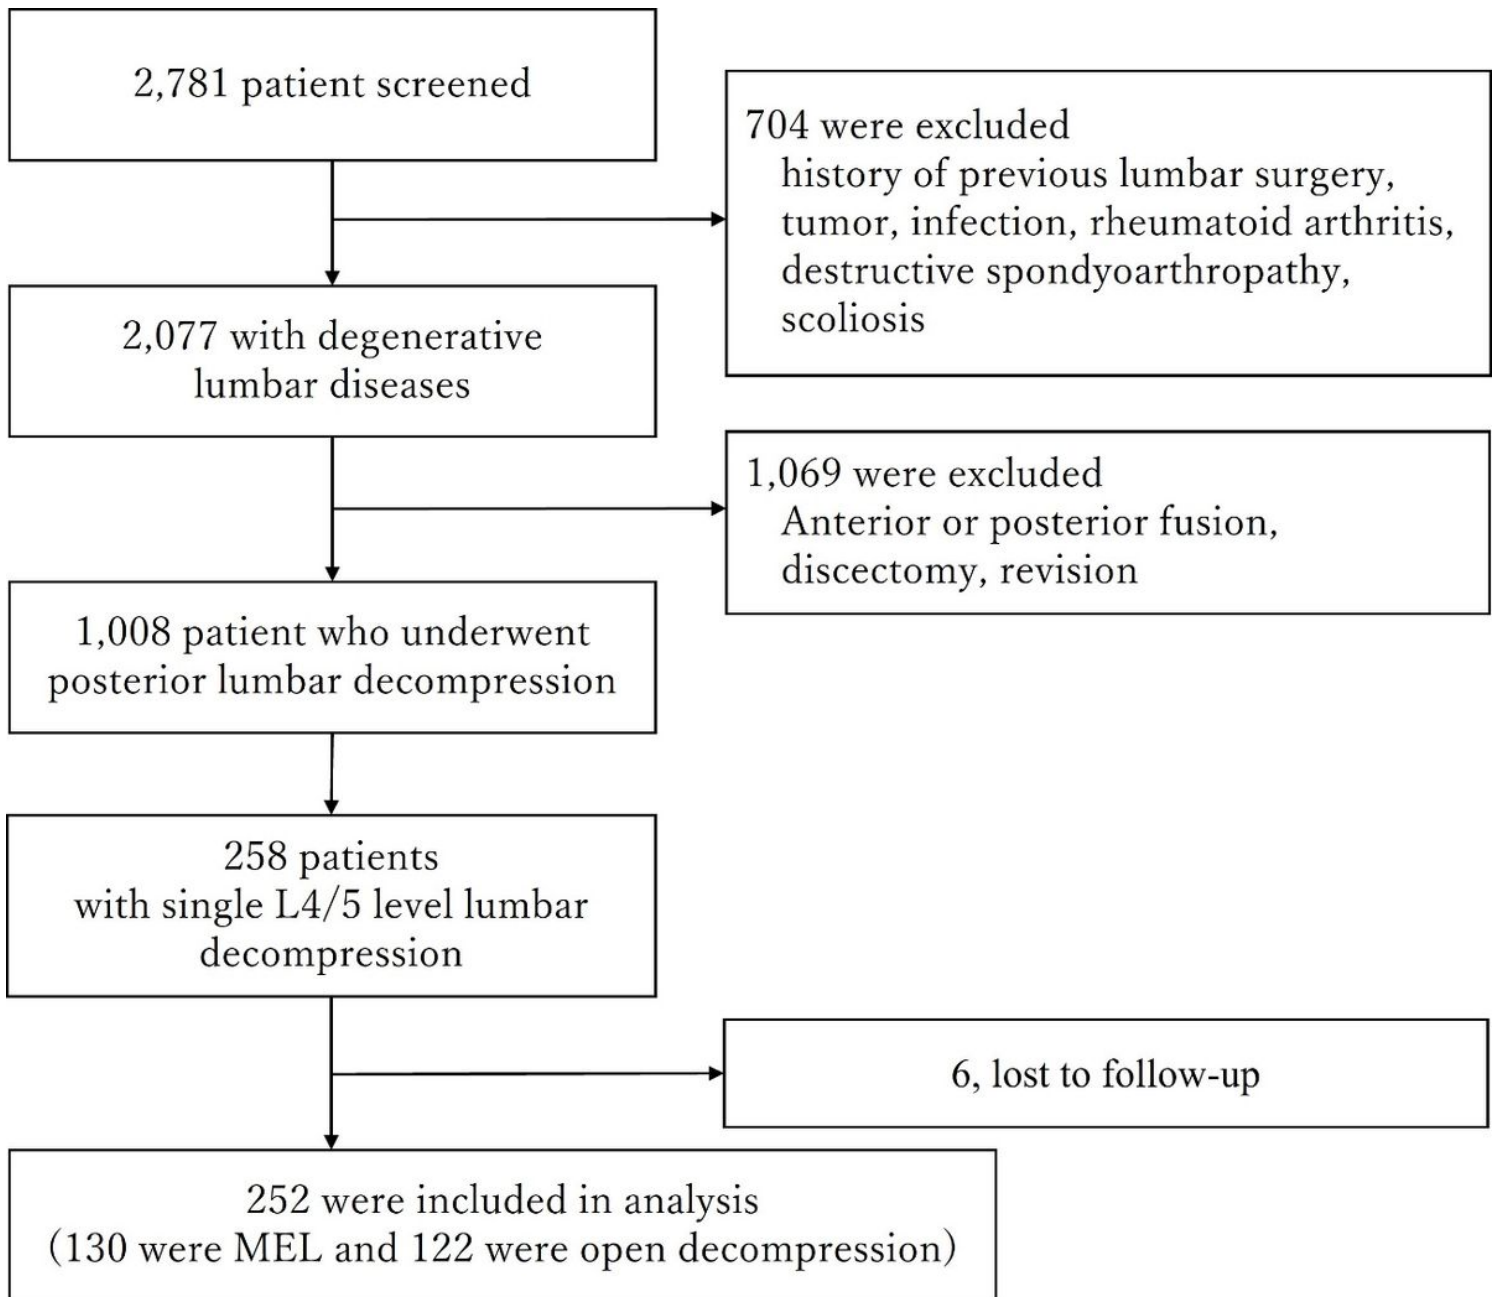 2,781 patient screened
704 were excluded
history of previous lumbar surgery,
tumor, infection, rheumatoid arthritis,
destructive spondyoarthropathy,
scoliosis
2,077 with degenerative
lumbar diseases
1,069 were excluded
Anterior or posterior fusion,
discectomy, revision
1,008 patient who underwent
posterior lumbar decompression
258 patients
with single L4/5 level lumbar
decompression
6, lost to follow-up
252 were included in analysis
(130 were MEL and 122 were open decompression)